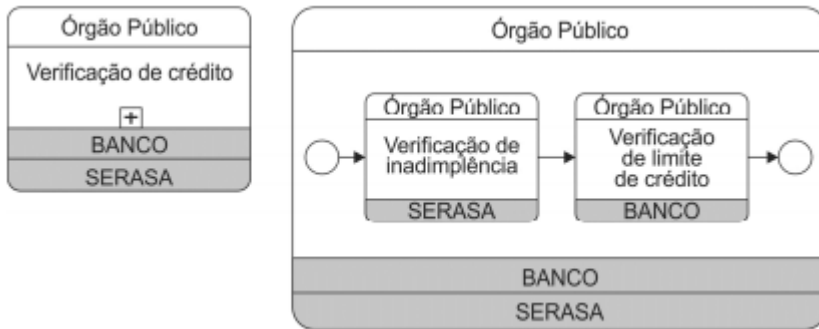 Órgão Público
Verificação de crédito
+
BANCO
SERASA
Órgão Público
Órgão Público
Verificação de
inadimplência
SERASA
Órgão Público
Verificação
de limite
de crédito
BANCO
BANCO
SERASA